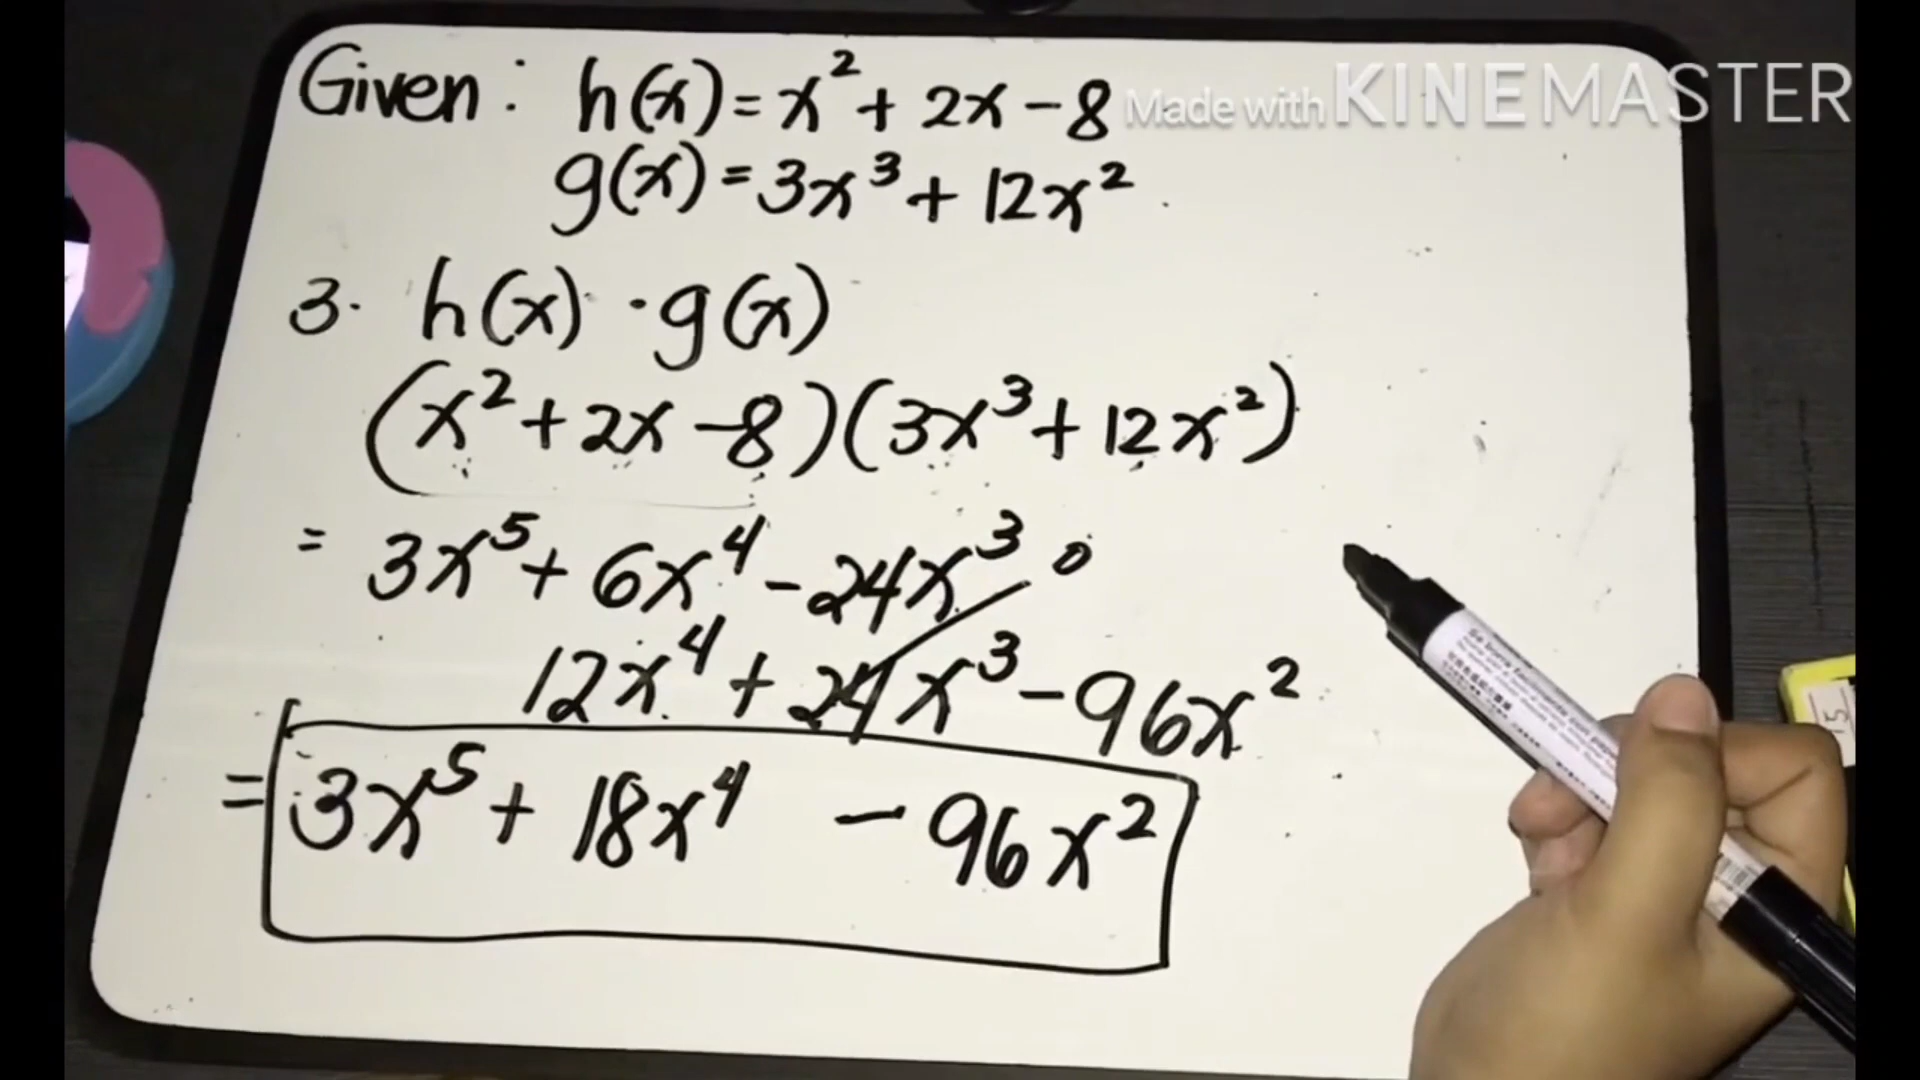 Given: h(x) = x² + 2x - 8
Made with KINEMASTER
g(x) = 3x³ + 12x²
3. h(x) · g(x)
(x² + 2x - 8)(3x³ + 12x²)
= 3x⁵ + 6x⁴ - 24x³ 0
12x⁴ + 24x³ - 96x²
= 3x⁵ + 18x⁴ - 96x²
15